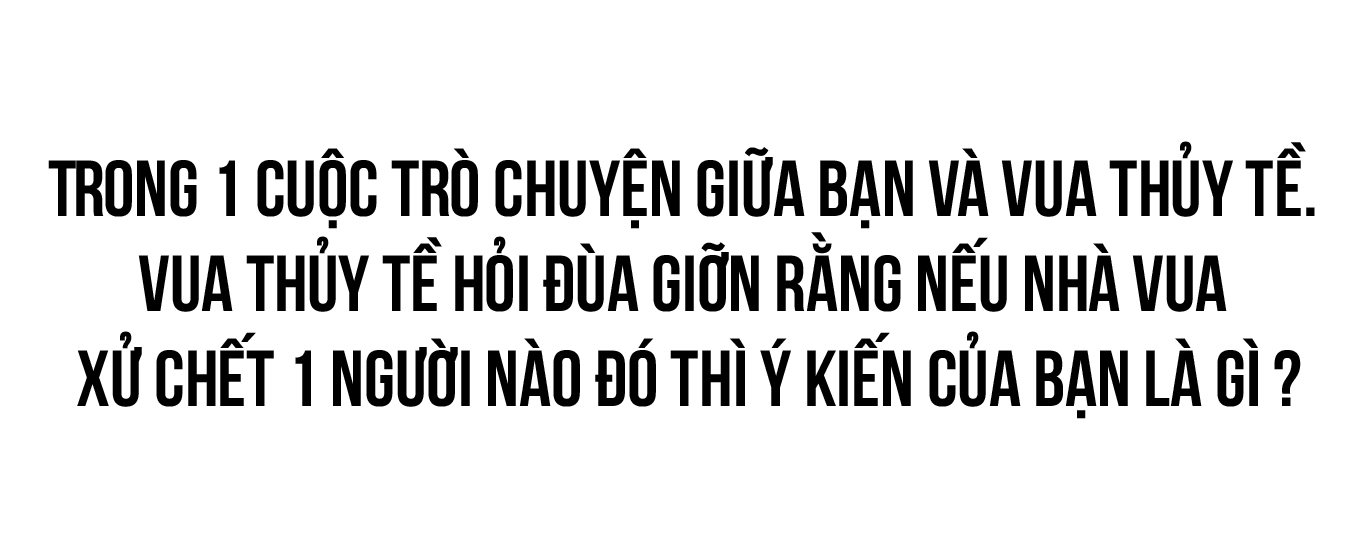 TRONG 1 CUỘC TRÒ CHUYỆN GIỮA BẠN VÀ VUA THỦY TỀ.
VUA THỦY TỀ HỎI ĐÙA GIỠN RẰNG NẾU NHÀ VUA
XỬ CHẾT 1 NGƯỜI NÀO ĐÓ THÌ Ý KIẾN CỦA BẠN LÀ GÌ ?